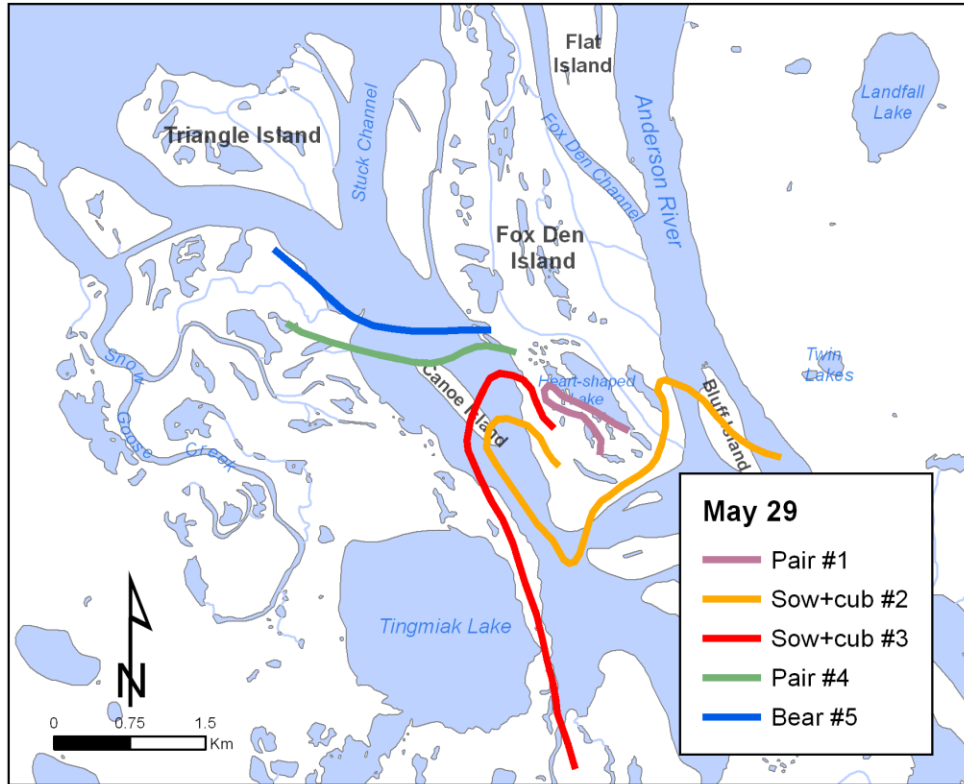 Flat
Island
Landfall
Lake
Triangle Island
Stuck Channel
Fox Den Channel
Anderson River
Fox Den
Island
Snow
Goose
Creek
Canoe Island
Heart-shaped
Lake
Twin
Lakes
Bluff Island
Tingmiak Lake
N
0 0.75 1.5
Km
May 29
Pair #1
Sow+cub #2
Sow+cub #3
Pair #4
Bear #5